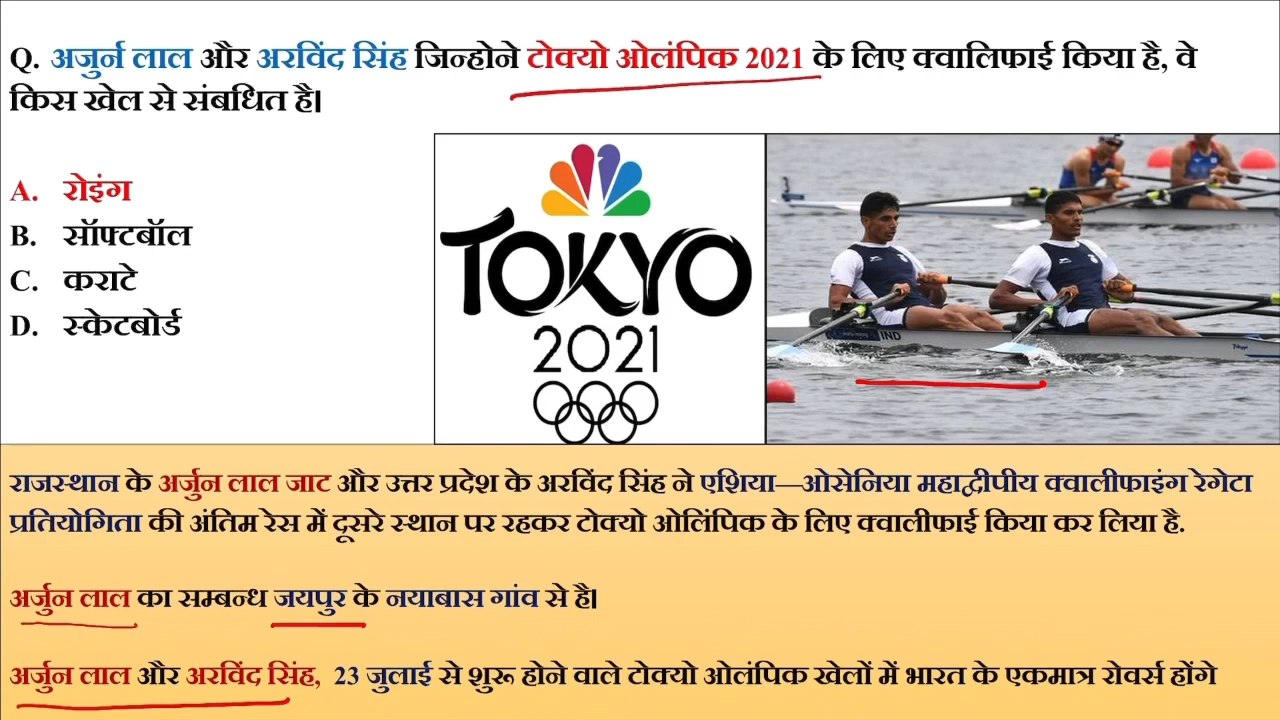 Q. अजुर्न लाल और अरविंद सिंह जिन्होने टोक्यो ओलंपिक 2021 के लिए क्वालिफाई किया है, वे
किस खेल से संबधित है।
A. रोइंग
B. सॉफ्टबॉल
C. कराटे
D. स्केटबोर्ड
TOKYO
2021
IND
राजस्थान के अर्जुन लाल जाट और उत्तर प्रदेश के अरविंद सिंह ने एशिया—ओसेनिया महाद्वीपीय क्वालीफाइंग रेगेटा
प्रतियोगिता की अंतिम रेस में दूसरे स्थान पर रहकर टोक्यो ओलिंपिक के लिए क्वालीफाई किया कर लिया है.
अर्जुन लाल का सम्बन्ध जयपुर के नयाबास गांव से है।
अर्जुन लाल और अरविंद सिंह, 23 जुलाई से शुरू होने वाले टोक्यो ओलंपिक खेलों में भारत के एकमात्र रोवर्स होंगे